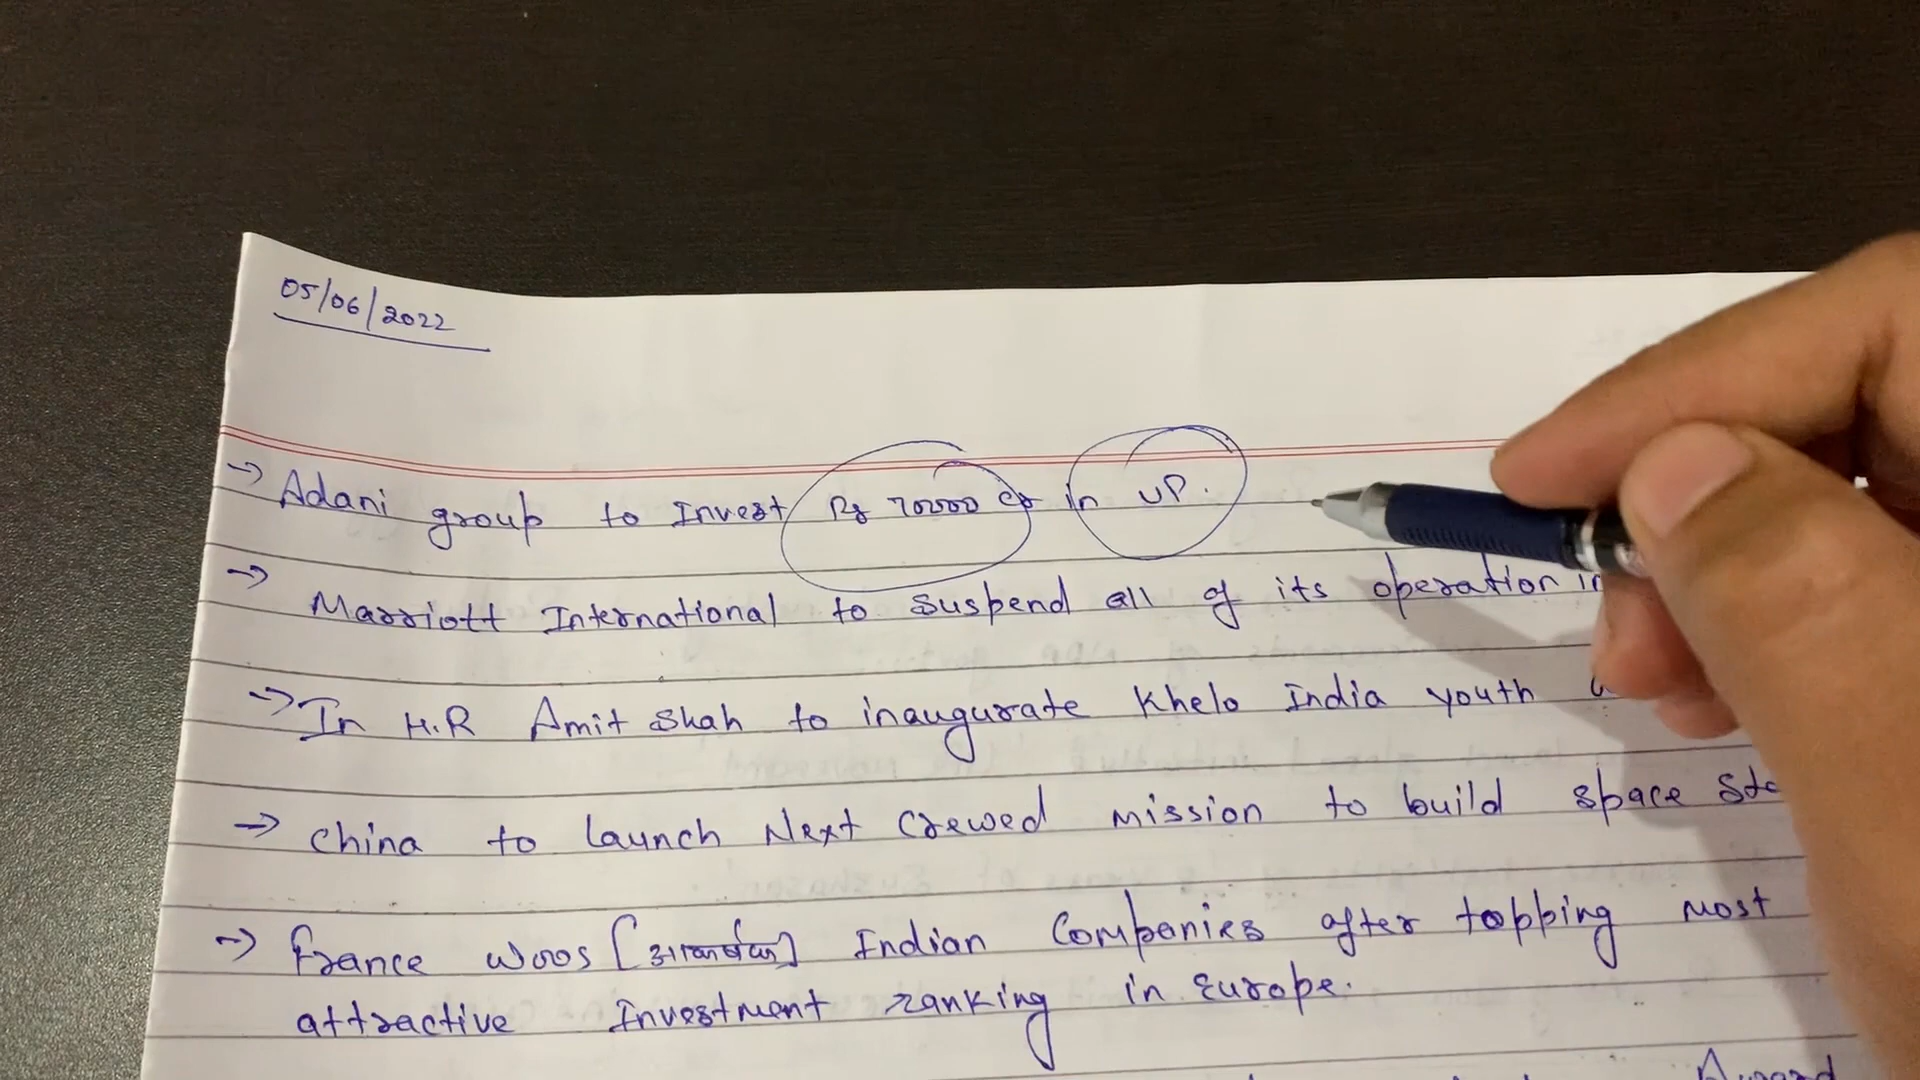 05/06/2022
→ Adani group to Invest Rs 70000 cr in UP.
→ Marriott International to suspend all of its operation in
→ In H.R Amit Shah to inaugurate Khelo India youth
→ China to launch Next Crewed mission to build space
→ France woos [आकर्षक] Indian Companies after topping most
attractive Investment ranking in Europe.
Award